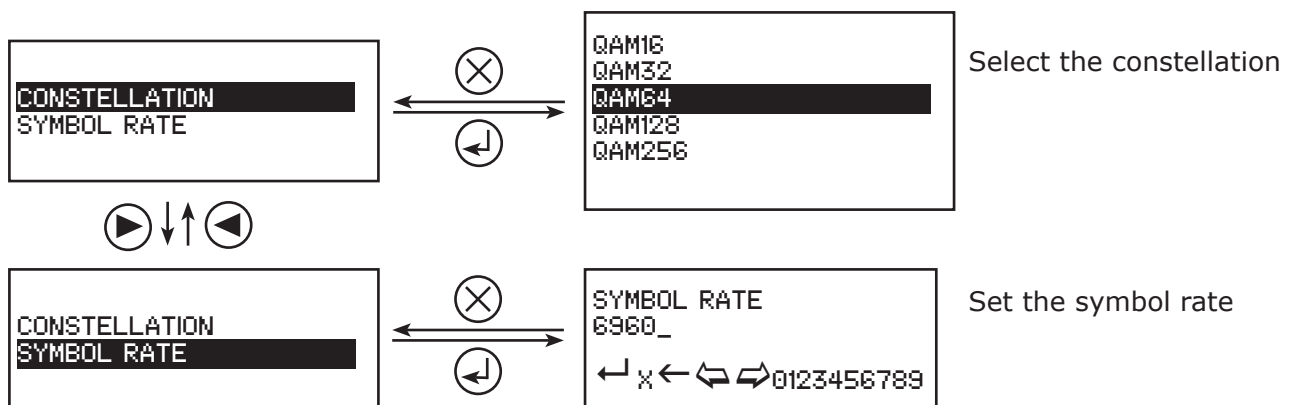 CONSTELLATION
SYMBOL RATE
QAM16
QAM32
QAM64
QAM128
QAM256
Select the constellation
CONSTELLATION
SYMBOL RATE
SYMBOL RATE
6960_
↵ x ← ⇦ ⇨ 0123456789
Set the symbol rate